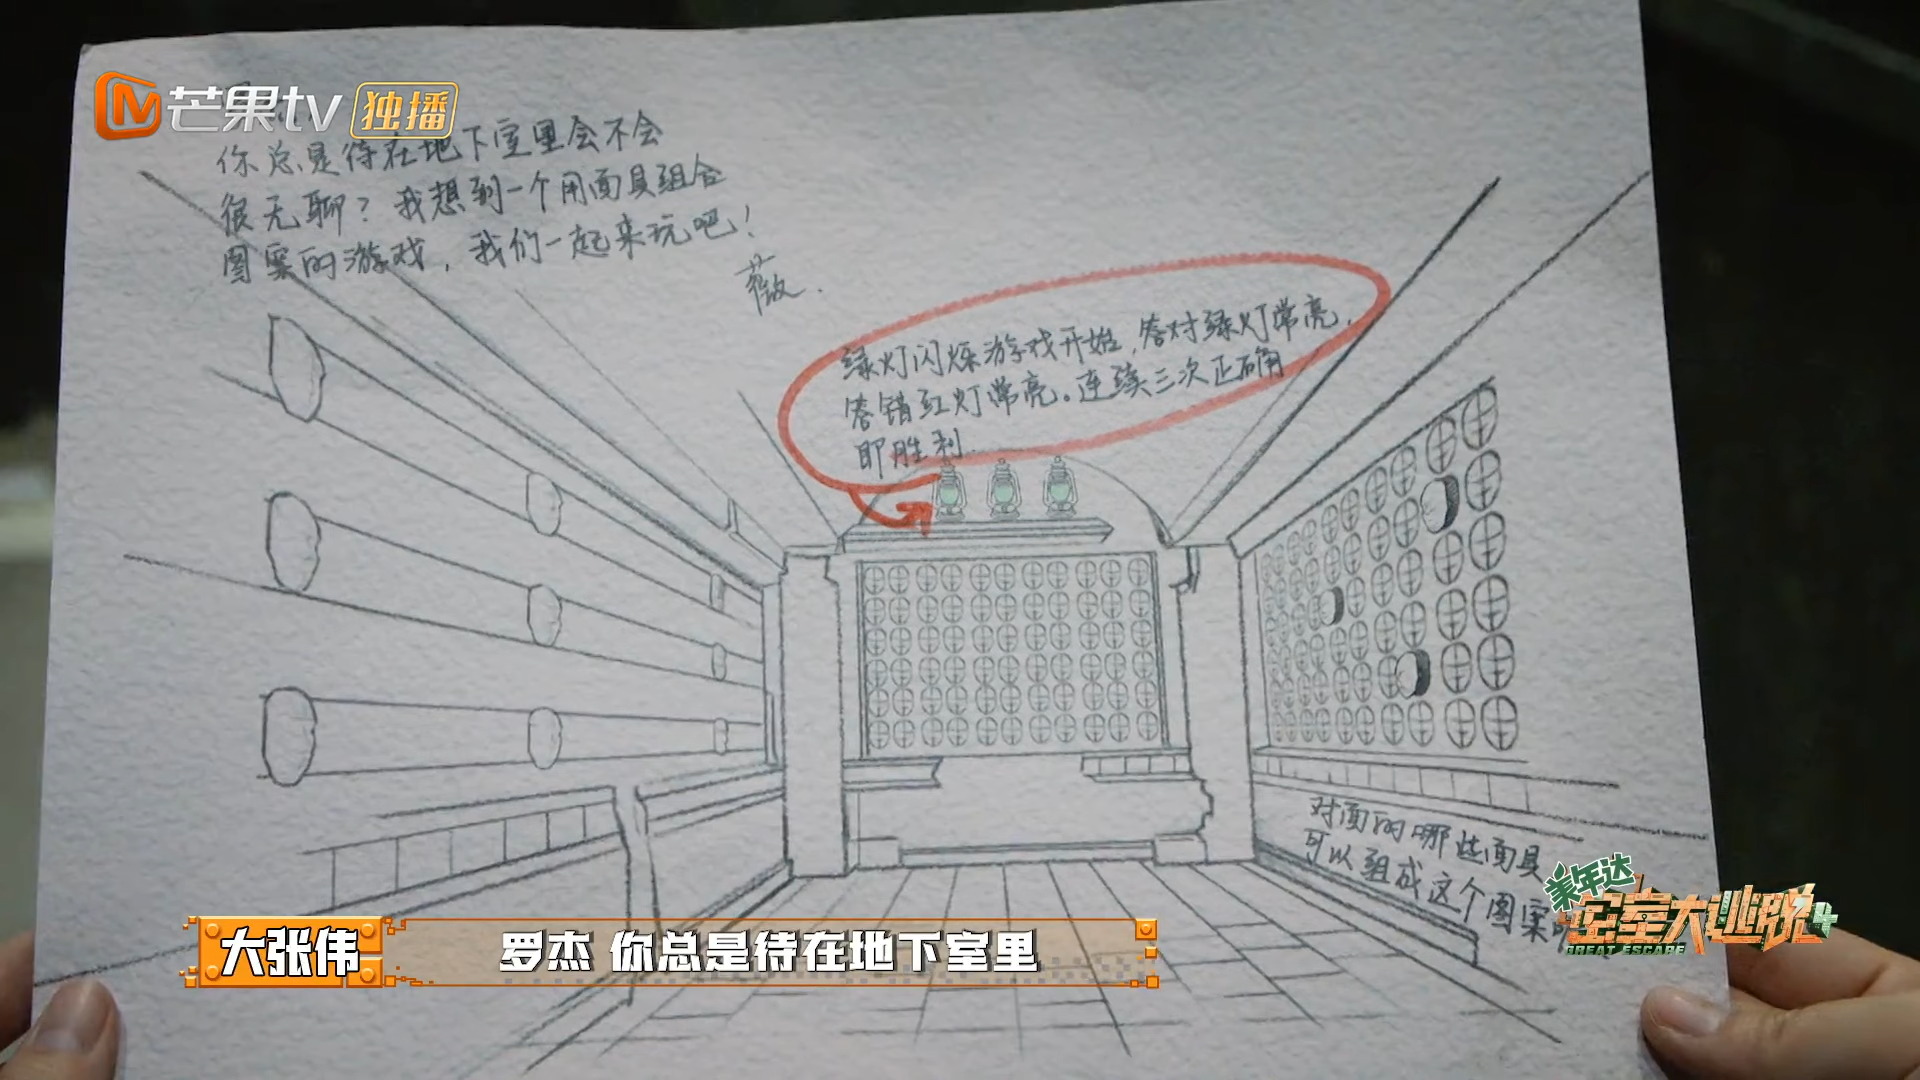 芒果tv 独播
你总是待在地下室里会不会
很无聊？我想到一个用面具组合
图案的游戏，我们一起来玩吧！
薇.
绿灯闪烁游戏开始，答对绿灯常亮，
答错红灯常亮。连续三次正确
即胜利.
对面的哪些面具
可以组成这个图案
美年达
密室大逃脱4
GREAT ESCAPE
大张伟
罗杰 你总是待在地下室里